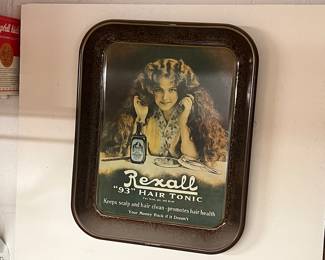 Rexall
"93" HAIR TONIC
Keeps scalp and hair clean - promotes hair health
Your Money Back if it Doesn't